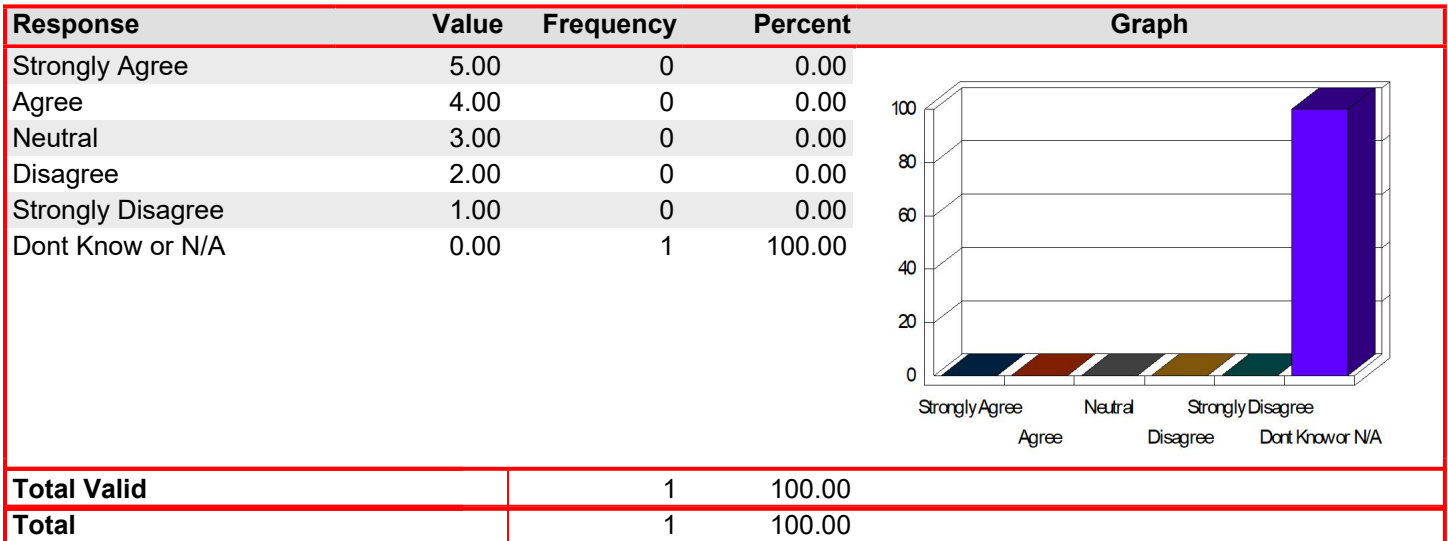 Response Value Frequency Percent Graph
Strongly Agree 5.00 0 0.00
Agree 4.00 0 0.00
Neutral 3.00 0 0.00
Disagree 2.00 0 0.00
Strongly Disagree 1.00 0 0.00
Dont Know or N/A 0.00 1 100.00
100
80
60
40
20
0
Strongly Agree Neutral Strongly Disagree
Agree Disagree Dont Know or N/A
Total Valid 1 100.00
Total 1 100.00